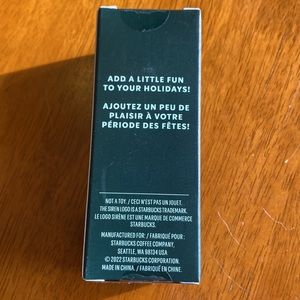 ADD A LITTLE FUN
TO YOUR HOLIDAYS!
AJOUTEZ UN PEU DE
PLAISIR À VOTRE
PÉRIODE DES FÊTES!
NOT A TOY. / CECI N'EST PAS UN JOUET.
THE SIREN LOGO IS A STARBUCKS TRADEMARK.
LE LOGO SIRÈNE EST UNE MARQUE DE COMMERCE
STARBUCKS.
MANUFACTURED FOR: / FABRIQUÉ POUR :
STARBUCKS COFFEE COMPANY,
SEATTLE, WA 98134 USA
© 2022 STARBUCKS CORPORATION.
MADE IN CHINA. / FABRIQUÉ EN CHINE.